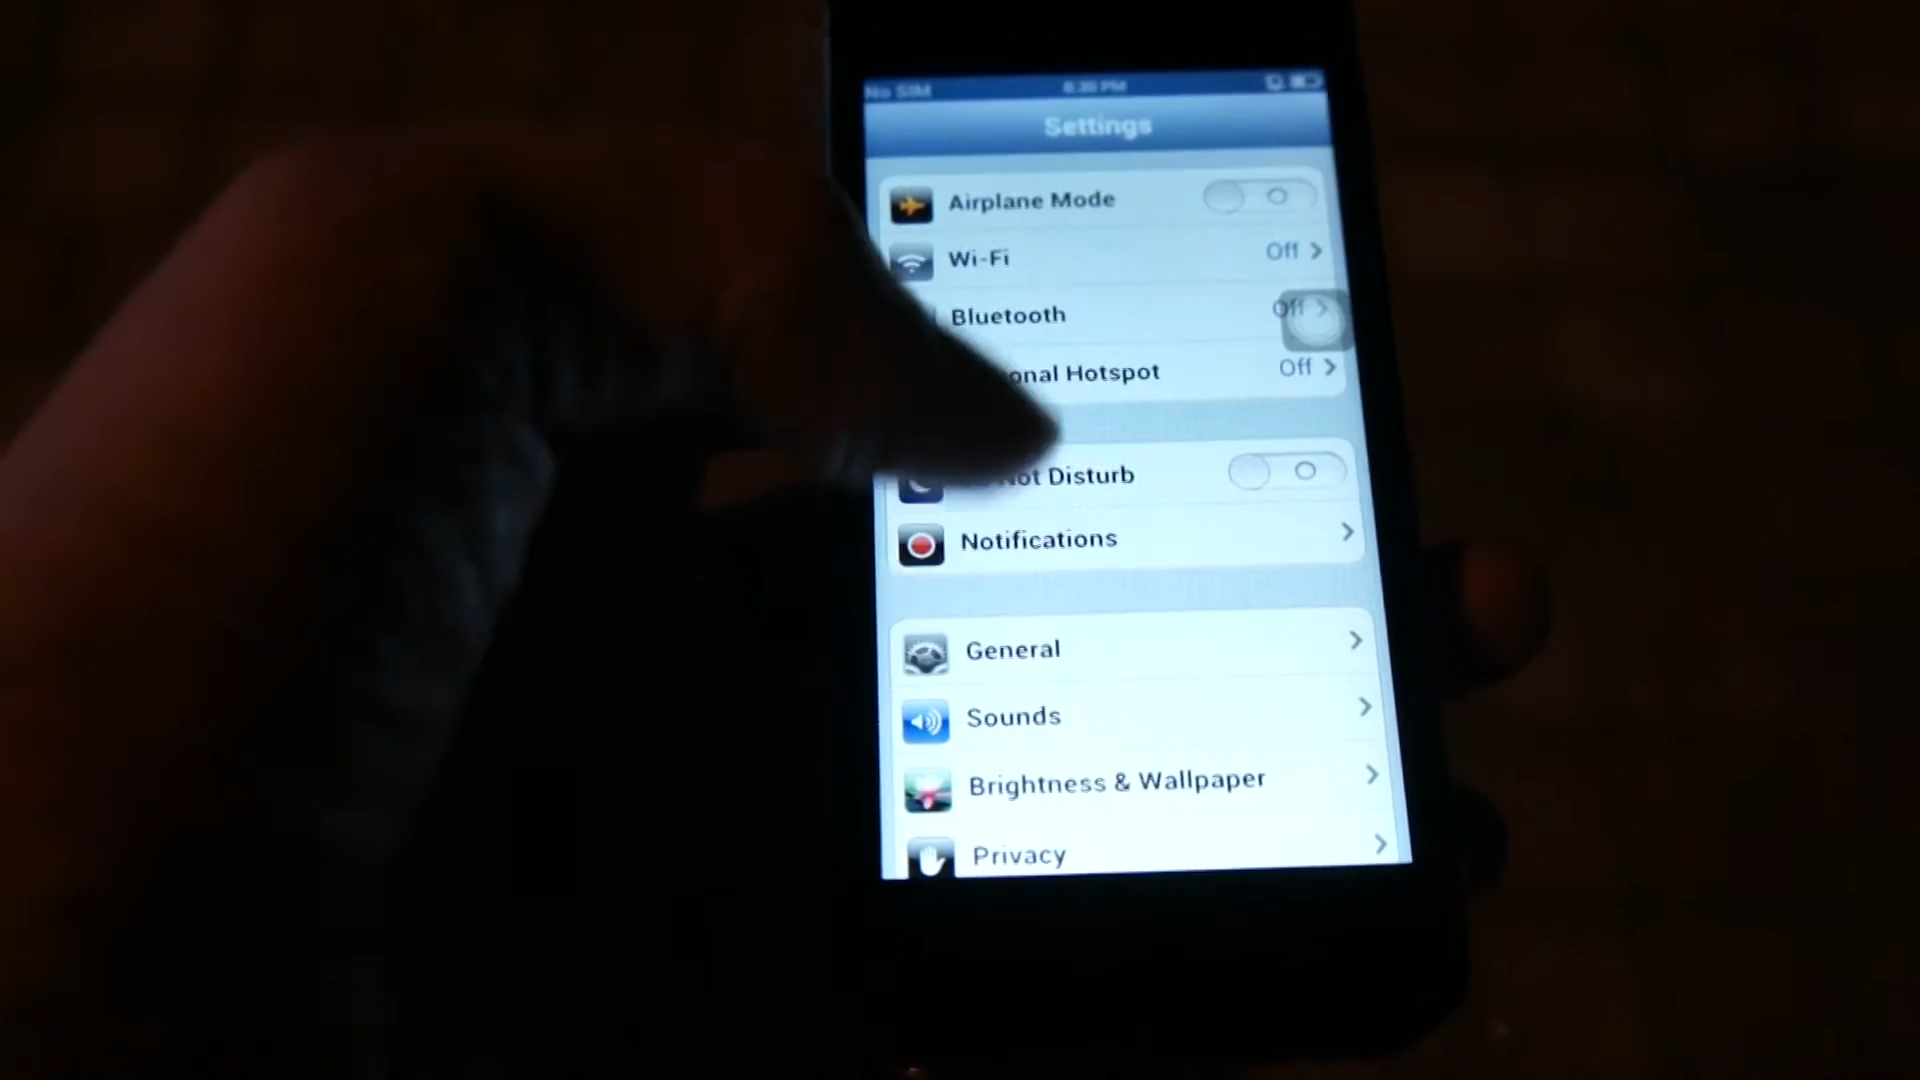 No SIM
Settings
Airplane Mode
Wi-Fi Off
Bluetooth Off
onal Hotspot Off
Not Disturb
Notifications
General
Sounds
Brightness & Wallpaper
Privacy